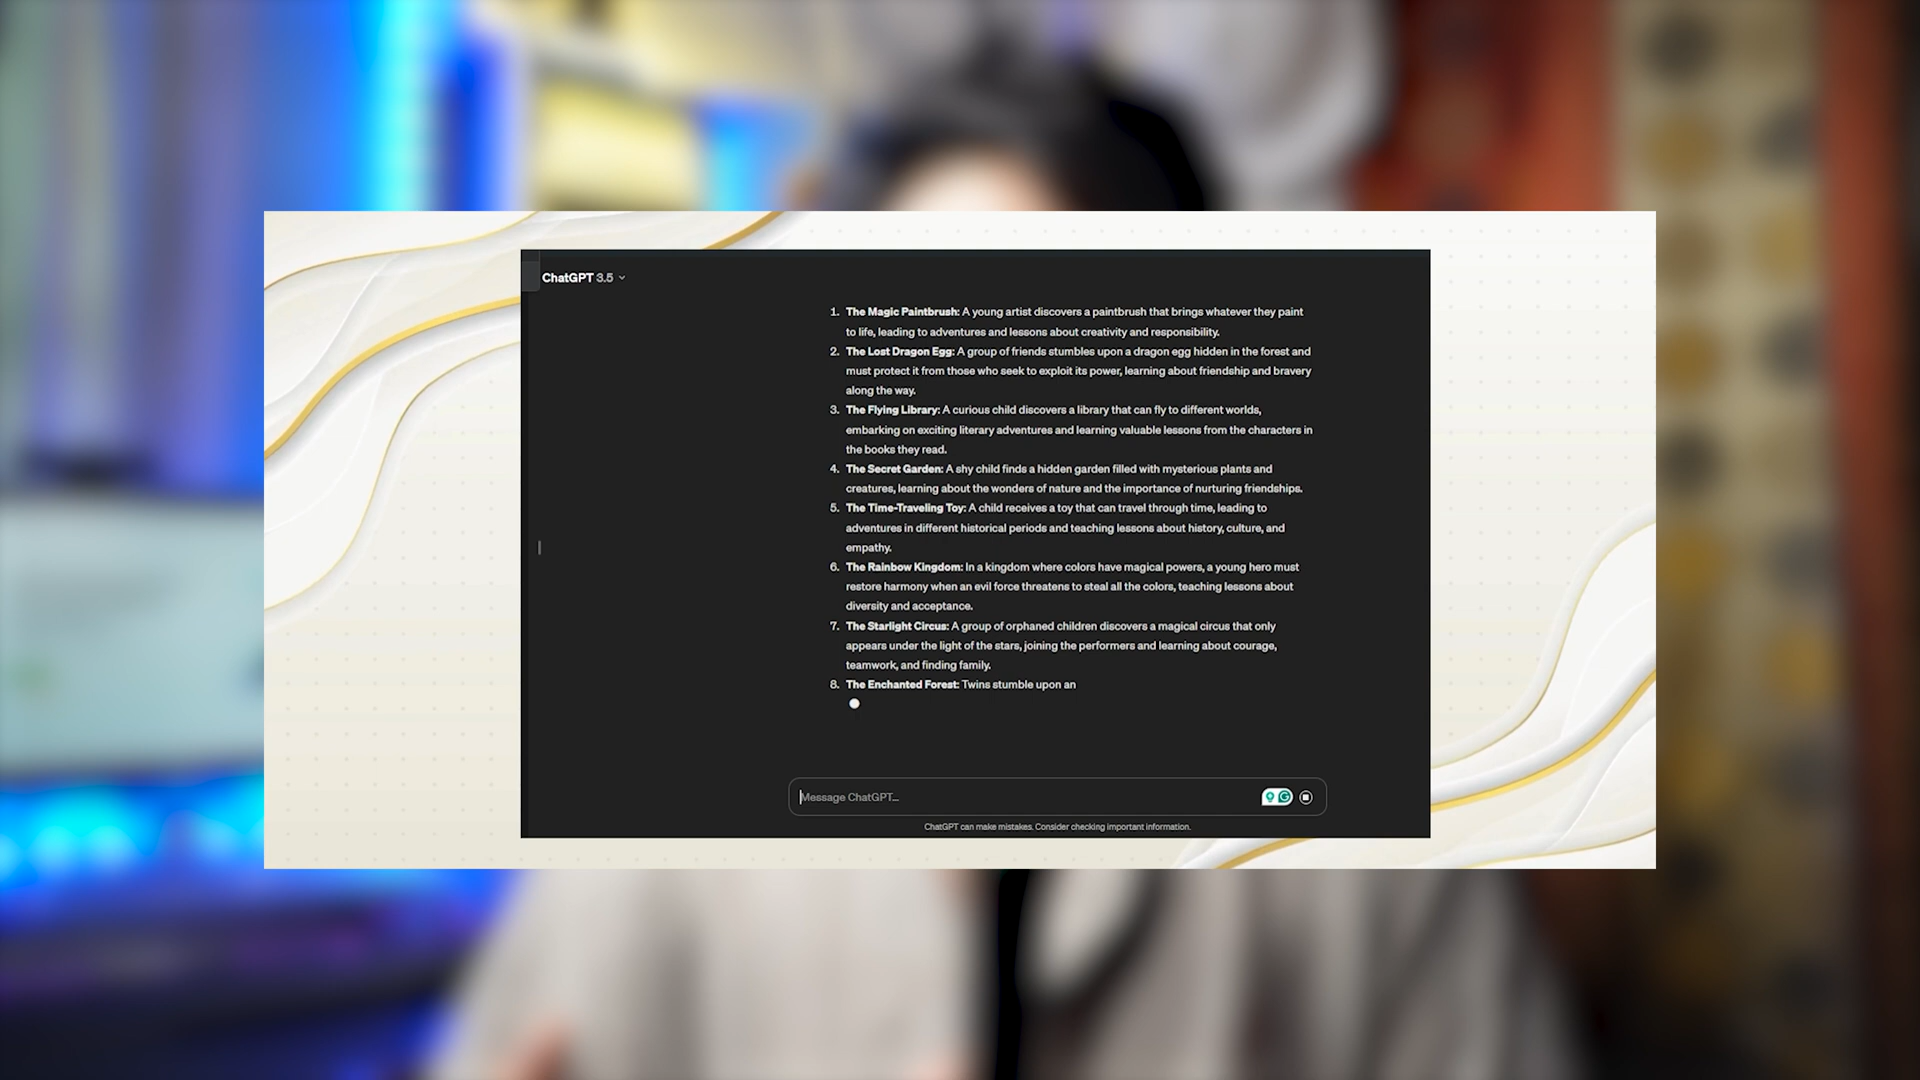 ChatGPT 3.5
1. The Magic Paintbrush: A young artist discovers a paintbrush that brings whatever they paint
to life, leading to adventures and lessons about creativity and responsibility.
2. The Lost Dragon Egg: A group of friends stumbles upon a dragon egg hidden in the forest and
must protect it from those who seek to exploit its power, learning about friendship and bravery
along the way.
3. The Flying Library: A curious child discovers a library that can fly to different worlds,
embarking on exciting literary adventures and learning valuable lessons from the characters in
the books they read.
4. The Secret Garden: A shy child finds a hidden garden filled with mysterious plants and
creatures, learning about the wonders of nature and the importance of nurturing friendships.
5. The Time-Traveling Toy: A child receives a toy that can travel through time, leading to
adventures in different historical periods and teaching lessons about history, culture, and
empathy.
6. The Rainbow Kingdom: In a kingdom where colors have magical powers, a young hero must
restore harmony when an evil force threatens to steal all the colors, teaching lessons about
diversity and acceptance.
7. The Starlight Circus: A group of orphaned children discovers a magical circus that only
appears under the light of the stars, joining the performers and learning about courage,
teamwork, and finding family.
8. The Enchanted Forest: Twins stumble upon an
Message ChatGPT...
ChatGPT can make mistakes. Consider checking important information.